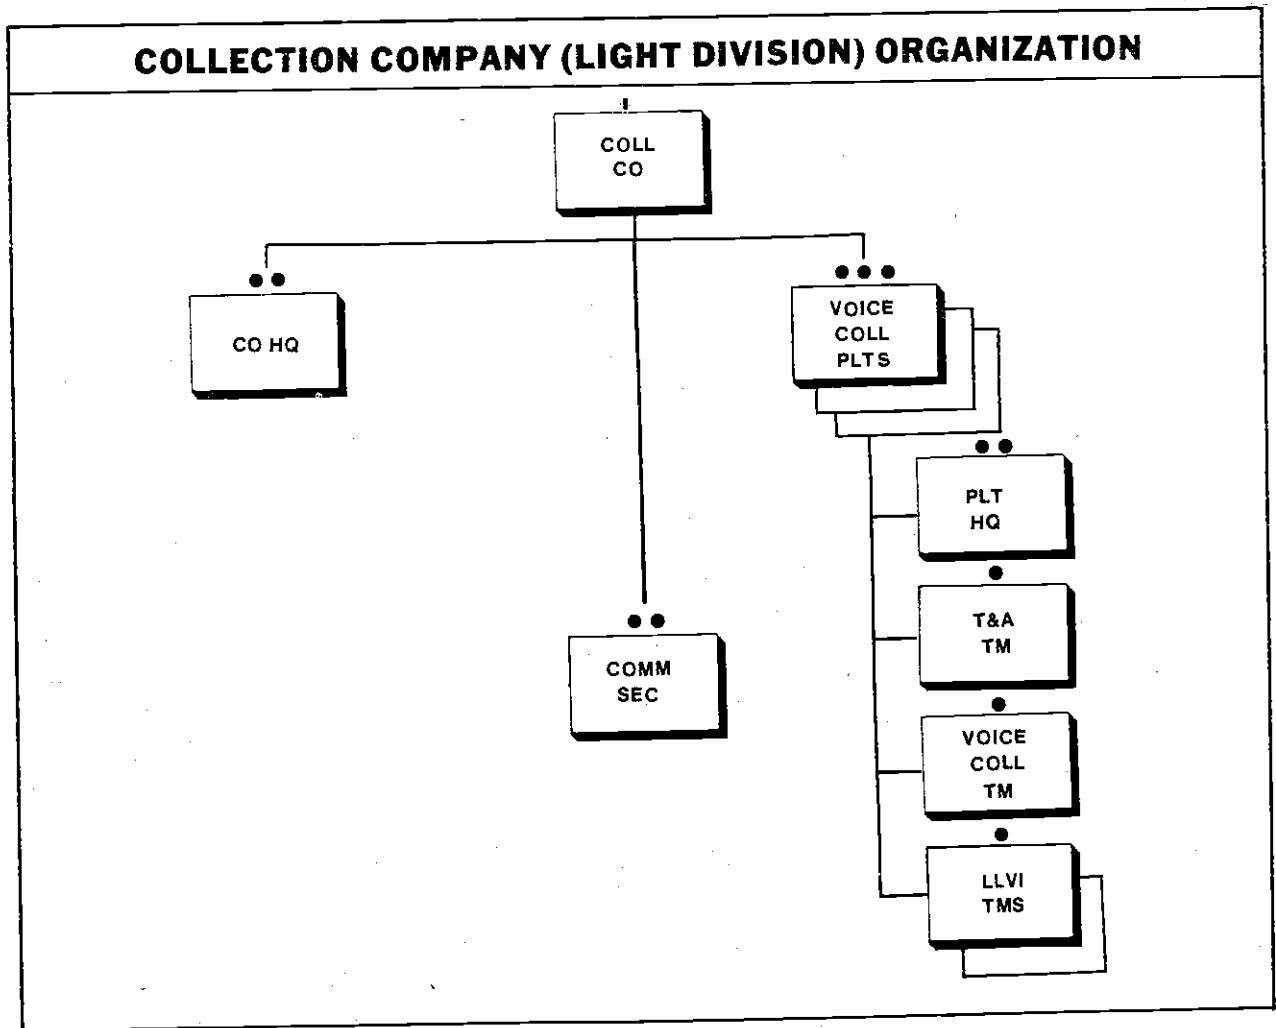 COLLECTION COMPANY (LIGHT DIVISION) ORGANIZATION
COLL
CO
CO HQ
VOICE
COLL
PLTS
PLT
HQ
T&A
TM
COMM
SEC
VOICE
COLL
TM
LLVI
TMS